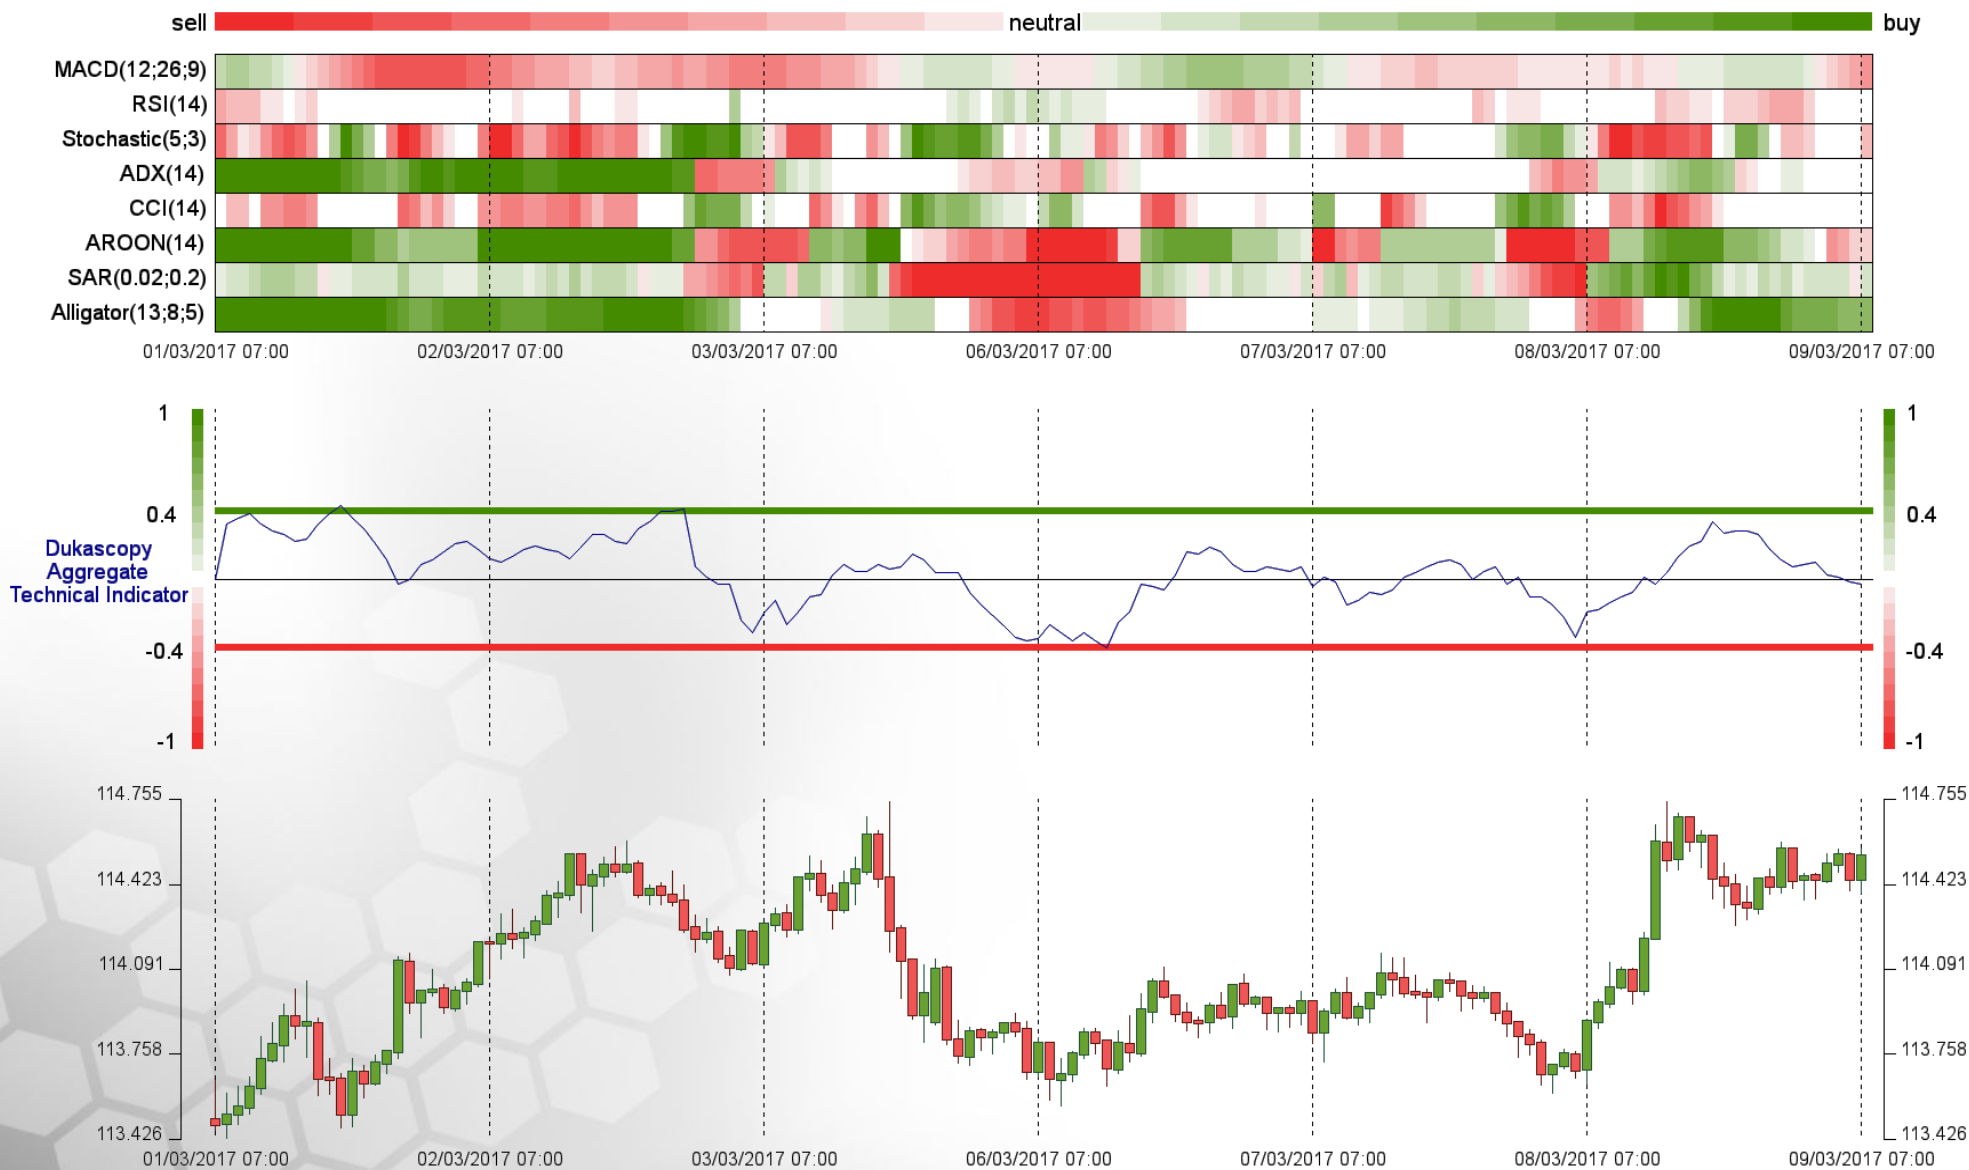 sell neutral buy
MACD(12;26;9)
RSI(14)
Stochastic(5;3)
ADX(14)
CCI(14)
AROON(14)
SAR(0.02;0.2)
Alligator(13;8;5)
01/03/2017 07:00 02/03/2017 07:00 03/03/2017 07:00 06/03/2017 07:00 07/03/2017 07:00 08/03/2017 07:00 09/03/2017 07:00
1 1
0.4 0.4
Dukascopy
Aggregate
Technical Indicator
-0.4 -0.4
-1 -1
114.755 114.755
114.423 114.423
114.091 114.091
113.758 113.758
113.426 113.426
01/03/2017 07:00 02/03/2017 07:00 03/03/2017 07:00 06/03/2017 07:00 07/03/2017 07:00 08/03/2017 07:00 09/03/2017 07:00